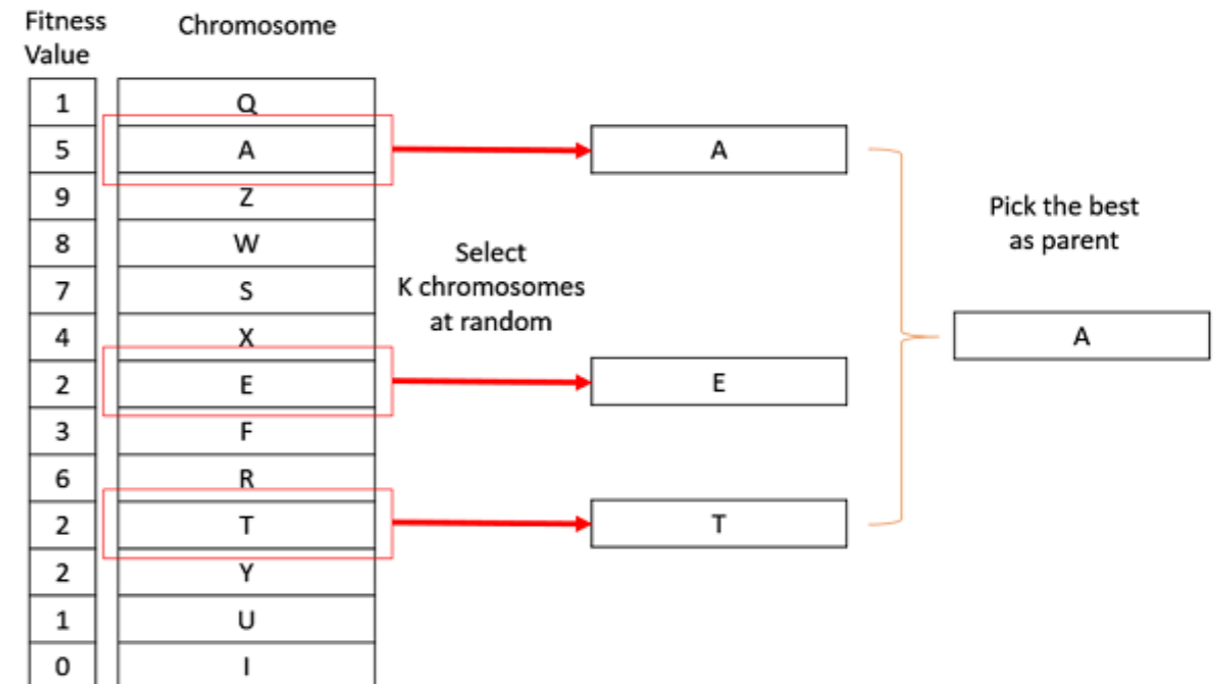 Fitness Value
Chromosome
1 Q
5 A
9 Z
8 W
7 S
4 X
2 E
3 F
6 R
2 T
2 Y
1 U
0 I
Select
K chromosomes
at random
A
E
T
Pick the best
as parent
A